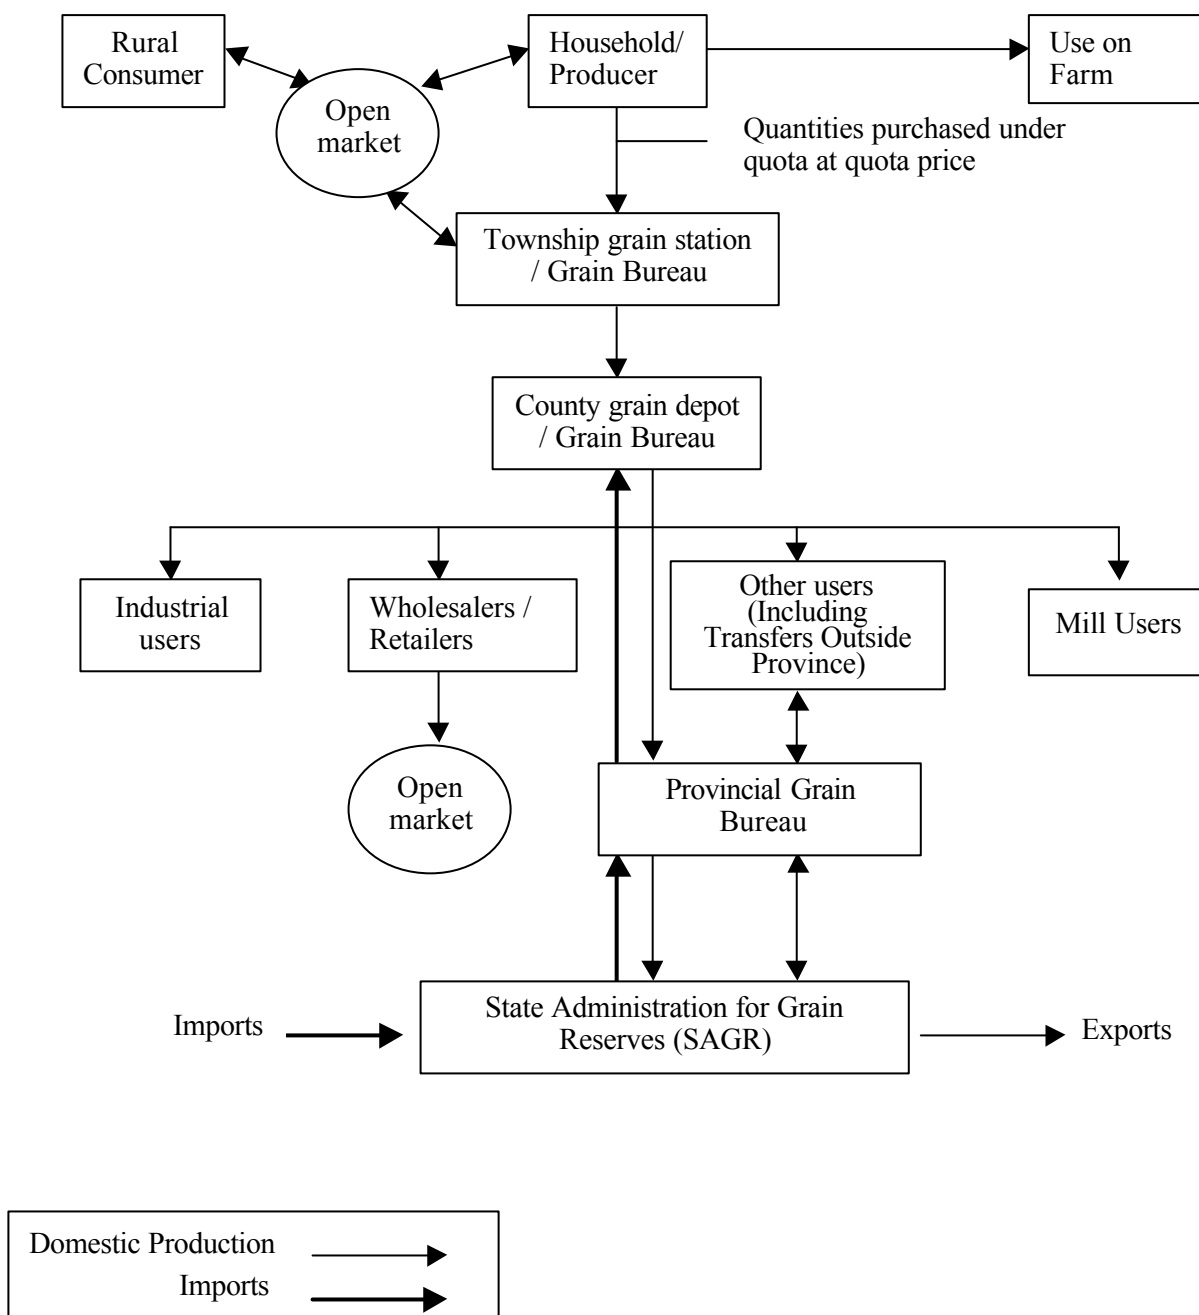 Rural
Consumer
Household/
Producer
Use on
Farm
Open
market
Quantities purchased under
quota at quota price
Township grain station
/ Grain Bureau
County grain depot
/ Grain Bureau
Industrial
users
Wholesalers /
Retailers
Other users
(Including
Transfers Outside
Province)
Mill Users
Open
market
Provincial Grain
Bureau
Imports
State Administration for Grain
Reserves (SAGR)
Exports
Domestic Production
Imports